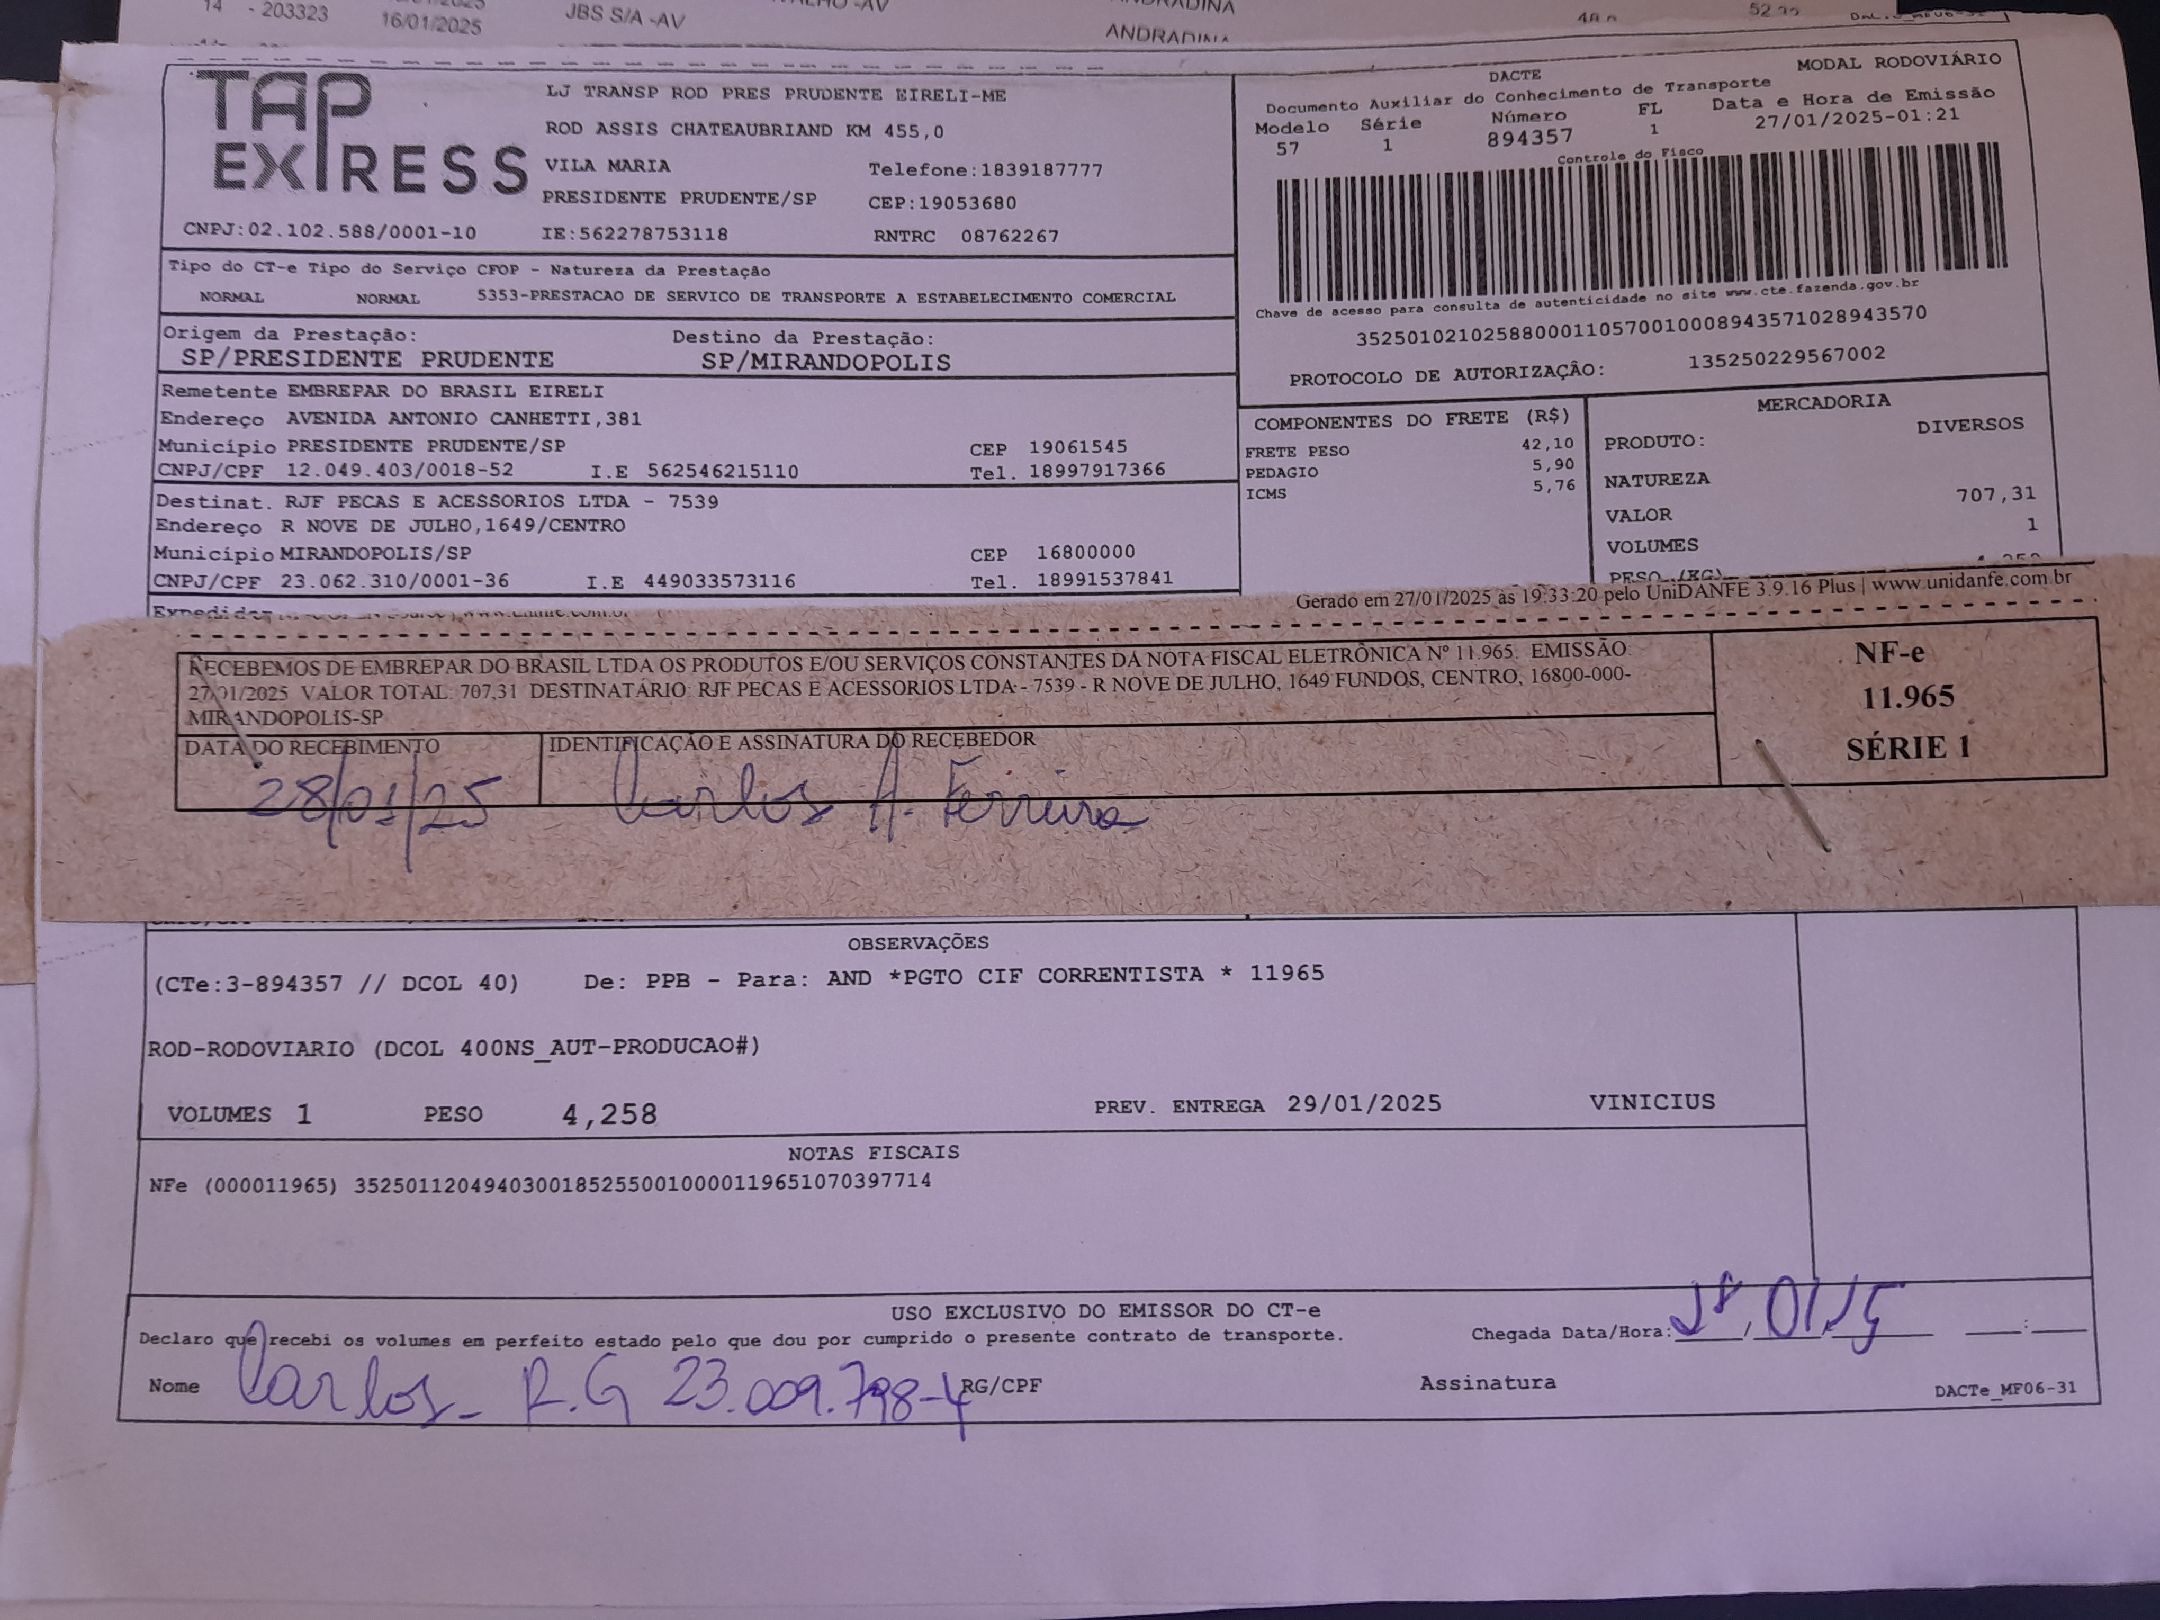 14 - 203323 16/01/2025 JBS S/A -AV ANDRADINA
ANDRADINA
TAP EXPRESS
LJ TRANSP ROD PRES PRUDENTE EIRELI-ME
ROD ASSIS CHATEAUBRIAND KM 455,0
VILA MARIA Telefone:1839187777
PRESIDENTE PRUDENTE/SP CEP:19053680
CNPJ:02.102.588/0001-10 IE:562278753118 RNTRC 08762267
DACTE MODAL RODOVIÁRIO
Documento Auxiliar do Conhecimento de Transporte
Modelo Série Número FL Data e Hora de Emissão
57 1 894357 1 27/01/2025-01:21
Controle do Fisco
Chave de acesso para consulta de autenticidade no site www.cte.fazenda.gov.br
35250102102588000110570010008943571028943570
PROTOCOLO DE AUTORIZAÇÃO: 135250229567002
Tipo do CT-e Tipo do Serviço CFOP - Natureza da Prestação
NORMAL NORMAL 5353-PRESTACAO DE SERVICO DE TRANSPORTE A ESTABELECIMENTO COMERCIAL
Origem da Prestação: Destino da Prestação:
SP/PRESIDENTE PRUDENTE SP/MIRANDOPOLIS
Remetente EMBREPAR DO BRASIL EIRELI
Endereço AVENIDA ANTONIO CANHETTI,381
Município PRESIDENTE PRUDENTE/SP CEP 19061545
CNPJ/CPF 12.049.403/0018-52 I.E 562546215110 Tel. 18997917366
Destinat. RJF PECAS E ACESSORIOS LTDA - 7539
Endereço R NOVE DE JULHO,1649/CENTRO
Município MIRANDOPOLIS/SP CEP 16800000
CNPJ/CPF 23.062.310/0001-36 I.E 449033573116 Tel. 18991537841
COMPONENTES DO FRETE (R$)
FRETE PESO 42,10
PEDAGIO 5,90
ICMS 5,76
MERCADORIA
PRODUTO: DIVERSOS
NATUREZA
VALOR 707,31
VOLUMES 1
PESO (KG)
Gerado em 27/01/2025 às 19:33:20 pelo UniDANFE 3.9.16 Plus | www.unidanfe.com.br
RECEBEMOS DE EMBREPAR DO BRASIL LTDA OS PRODUTOS E/OU SERVIÇOS CONSTANTES DA NOTA FISCAL ELETRÔNICA Nº 11.965. EMISSÃO:
27/01/2025 VALOR TOTAL: 707,31 DESTINATÁRIO: RJF PECAS E ACESSORIOS LTDA - 7539 - R NOVE DE JULHO, 1649 FUNDOS, CENTRO, 16800-000-
MIRANDOPOLIS-SP
DATA DO RECEBIMENTO IDENTIFICAÇÃO E ASSINATURA DO RECEBEDOR
28/01/25 Carlos A. Ferreira
NF-e
11.965
SÉRIE 1
OBSERVAÇÕES
(CTe:3-894357 // DCOL 40) De: PPB - Para: AND *PGTO CIF CORRENTISTA * 11965
ROD-RODOVIARIO (DCOL 400NS_AUT-PRODUCAO#)
VOLUMES 1 PESO 4,258 PREV. ENTREGA 29/01/2025 VINICIUS
NOTAS FISCAIS
NFe (000011965) 35250112049403001852550010000119651070397714
USO EXCLUSIVO DO EMISSOR DO CT-e
Declaro que recebi os volumes em perfeito estado pelo que dou por cumprido o presente contrato de transporte. Chegada Data/Hora: 28/01/25
Nome Carlos - R.G 23.009.798-4 RG/CPF Assinatura DACTe_MF06-31